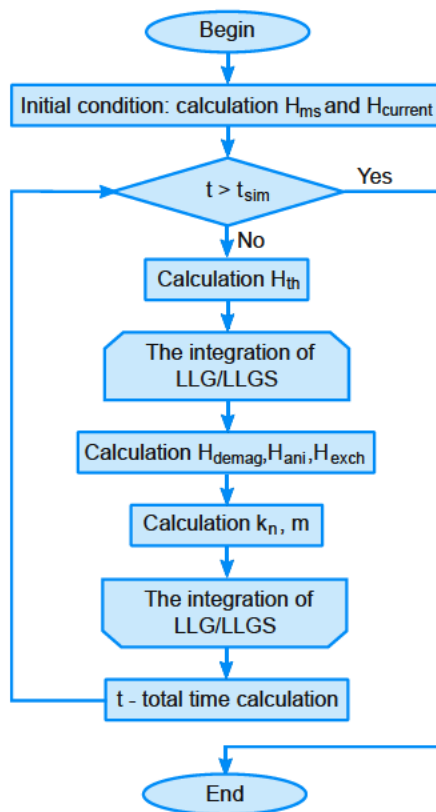 Begin
Initial condition: calculation Hms and Hcurrent
t > tsim
Yes
No
Calculation Hth
The integration of
LLG/LLGS
Calculation Hdemag,Hani,Hexch
Calculation kn, m
The integration of
LLG/LLGS
t - total time calculation
End